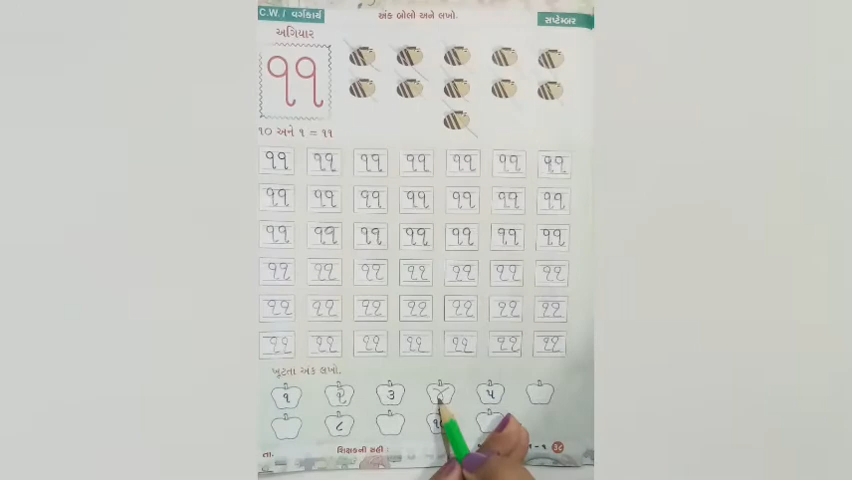 C.W. / વર્ગકાર્ય
અંક બોલો અને લખો.
સપ્ટેમ્બર
અગિયાર
૧૧
૧૦ અને ૧ = ૧૧
૧૧ ૧૧ ૧૧ ૧૧ ૧૧ ૧૧ ૧૧
૧૧ ૧૧ ૧૧ ૧૧ ૧૧ ૧૧ ૧૧
૧૧ ૧૧ ૧૧ ૧૧ ૧૧ ૧૧ ૧૧
૧૧ ૧૧ ૧૧ ૧૧ ૧૧ ૧૧ ૧૧
૧૧ ૧૧ ૧૧ ૧૧ ૧૧ ૧૧ ૧૧
૧૧ ૧૧ ૧૧ ૧૧ ૧૧ ૧૧ ૧૧
ખૂટતા અંક લખો.
૧ ૨ ૩ ૪ ૫
૮
તા.
શિક્ષકની સહી :
૩૮